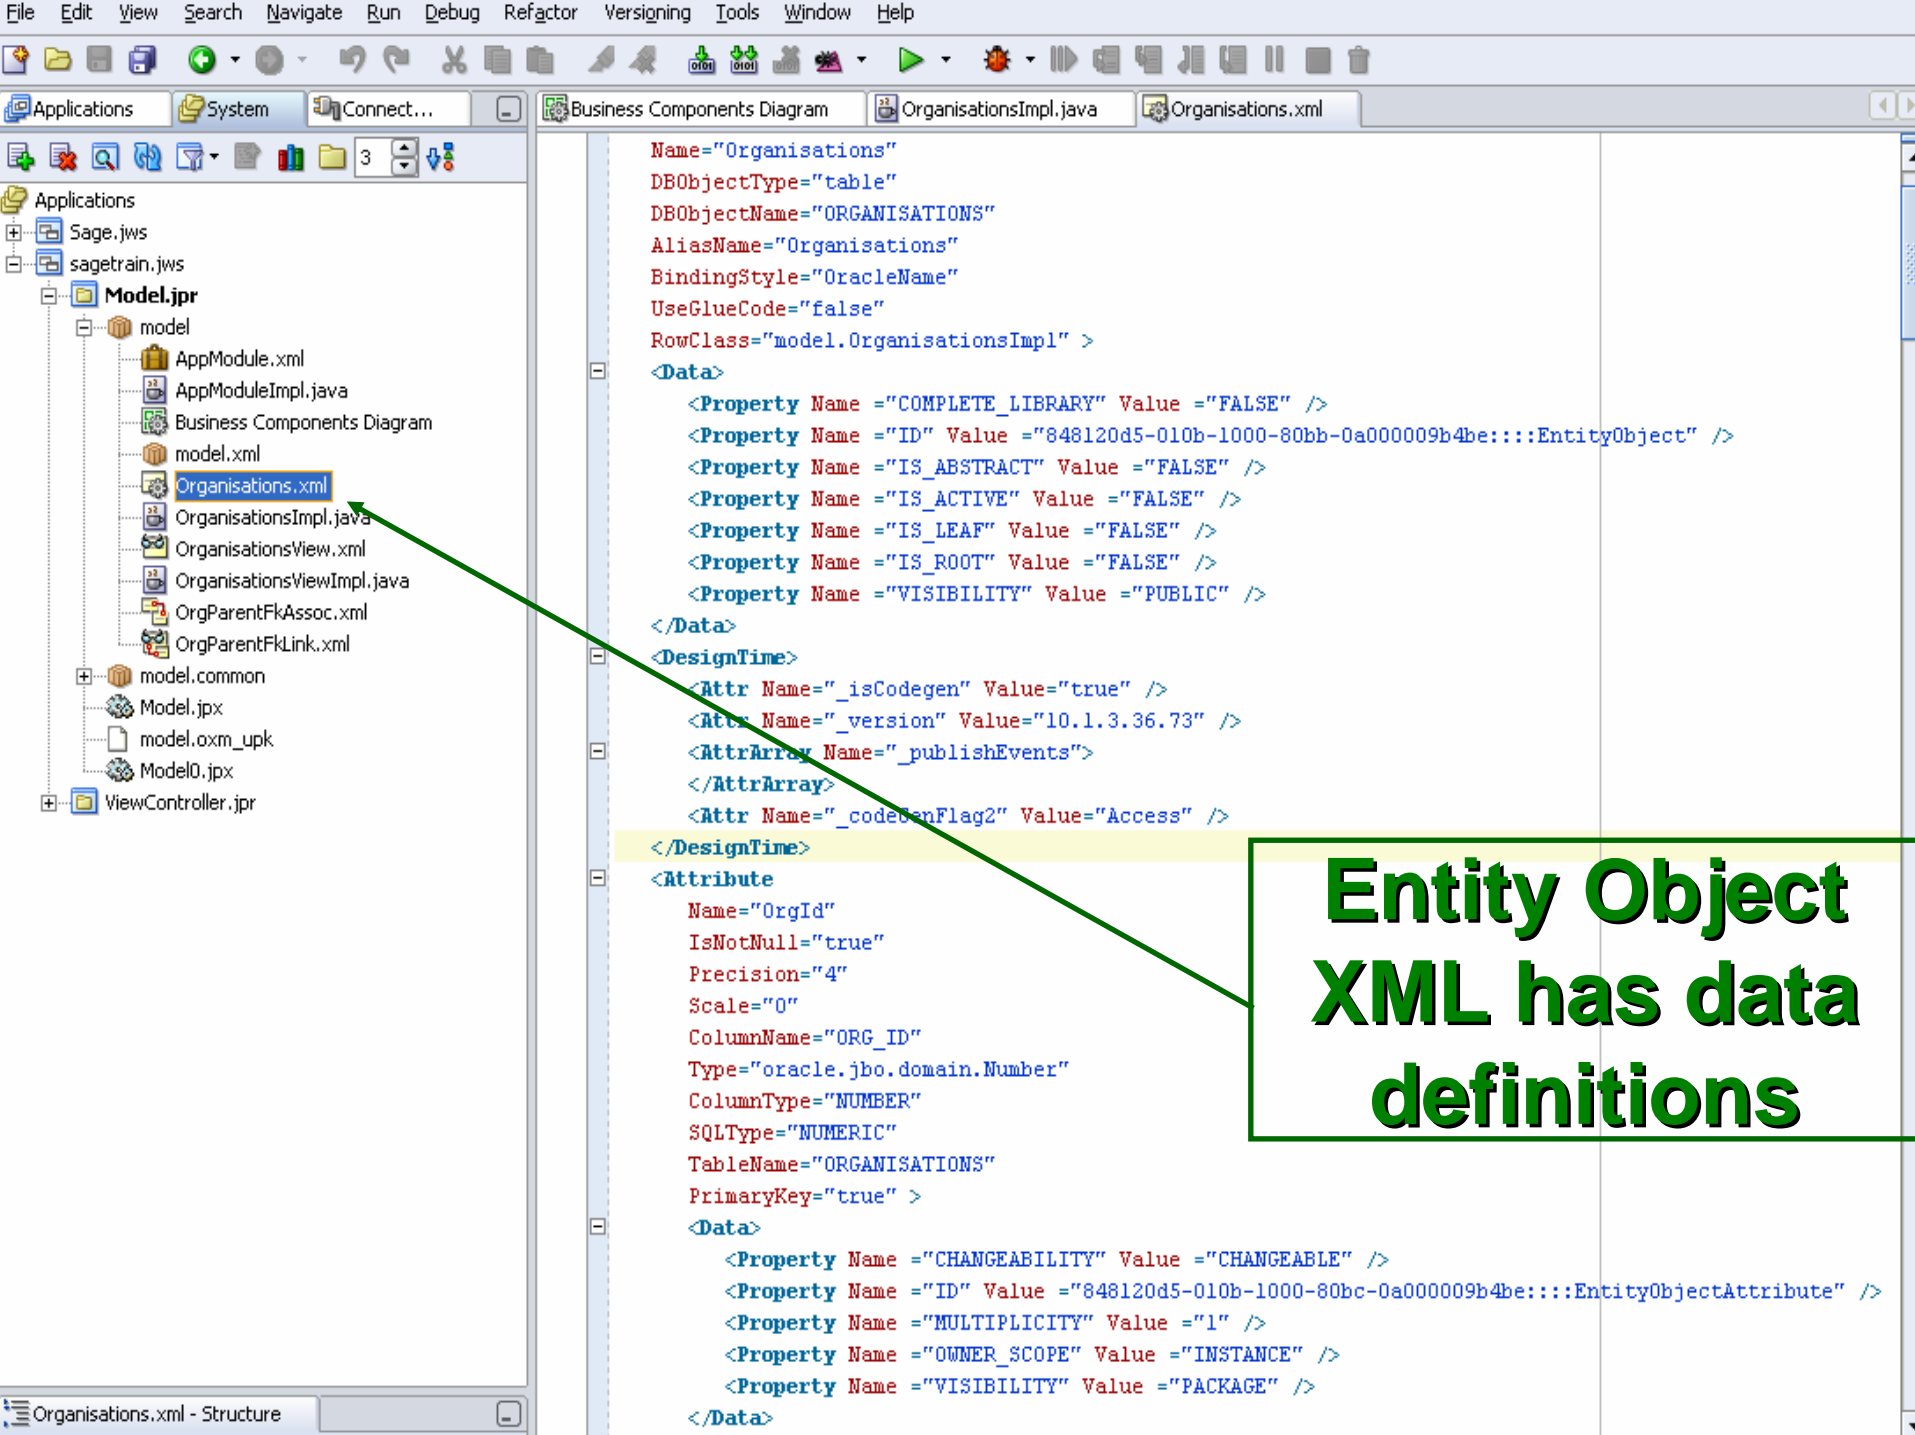 File Edit View Search Navigate Run Debug Refactor Versioning Tools Window Help
Applications System Connect...
Business Components Diagram OrganisationsImpl.java Organisations.xml
3
Applications
Sage.jws
sagetrain.jws
Model.jpr
model
AppModule.xml
AppModuleImpl.java
Business Components Diagram
model.xml
Organisations.xml
OrganisationsImpl.java
OrganisationsView.xml
OrganisationsViewImpl.java
OrgParentFkAssoc.xml
OrgParentFkLink.xml
model.common
Model.jpx
model.oxm_upk
Model0.jpx
ViewController.jpr
Organisations.xml - Structure
Name="Organisations"
DBObjectType="table"
DBObjectName="ORGANISATIONS"
AliasName="Organisations"
BindingStyle="OracleName"
UseGlueCode="false"
RowClass="model.OrganisationsImpl" >
<Data>
<Property Name ="COMPLETE_LIBRARY" Value ="FALSE" />
<Property Name ="ID" Value ="848120d5-010b-1000-80bb-0a000009b4be::::EntityObject" />
<Property Name ="IS_ABSTRACT" Value ="FALSE" />
<Property Name ="IS_ACTIVE" Value ="FALSE" />
<Property Name ="IS_LEAF" Value ="FALSE" />
<Property Name ="IS_ROOT" Value ="FALSE" />
<Property Name ="VISIBILITY" Value ="PUBLIC" />
</Data>
<DesignTime>
<Attr Name="_isCodegen" Value="true" />
<Attr Name="_version" Value="10.1.3.36.73" />
<AttrArray Name="_publishEvents">
</AttrArray>
<Attr Name="_codeGenFlag2" Value="Access" />
</DesignTime>
<Attribute
Name="OrgId"
IsNotNull="true"
Precision="4"
Scale="0"
ColumnName="ORG_ID"
Type="oracle.jbo.domain.Number"
ColumnType="NUMBER"
SQLType="NUMERIC"
TableName="ORGANISATIONS"
PrimaryKey="true" >
<Data>
<Property Name ="CHANGEABILITY" Value ="CHANGEABLE" />
<Property Name ="ID" Value ="848120d5-010b-1000-80bc-0a000009b4be::::EntityObjectAttribute" />
<Property Name ="MULTIPLICITY" Value ="1" />
<Property Name ="OWNER_SCOPE" Value ="INSTANCE" />
<Property Name ="VISIBILITY" Value ="PACKAGE" />
</Data>
Entity Object
XML has data
definitions